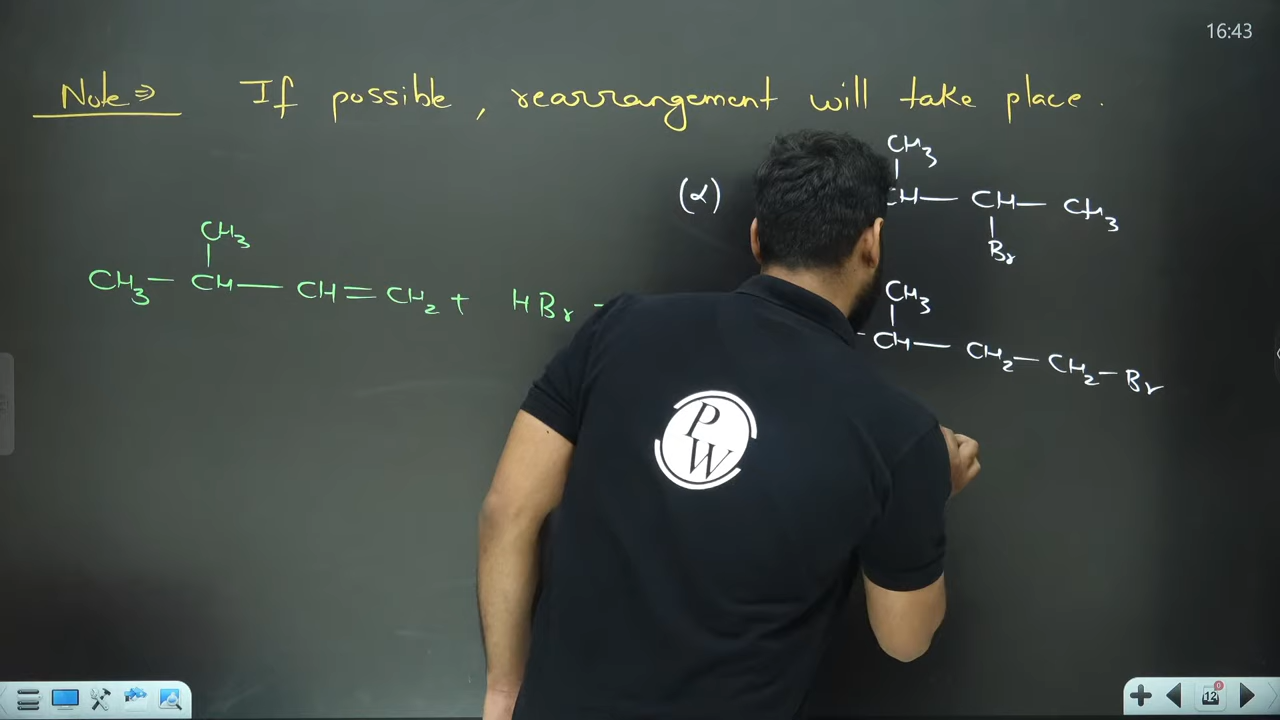 16:43
Note ⇒ If possible, rearrangement will take place.
(α)
CH3
CH — CH — CH3
Br
CH3
CH3 — CH — CH = CH2 + HBr
CH3
— CH — CH2 — CH2 — Br
P
W
12